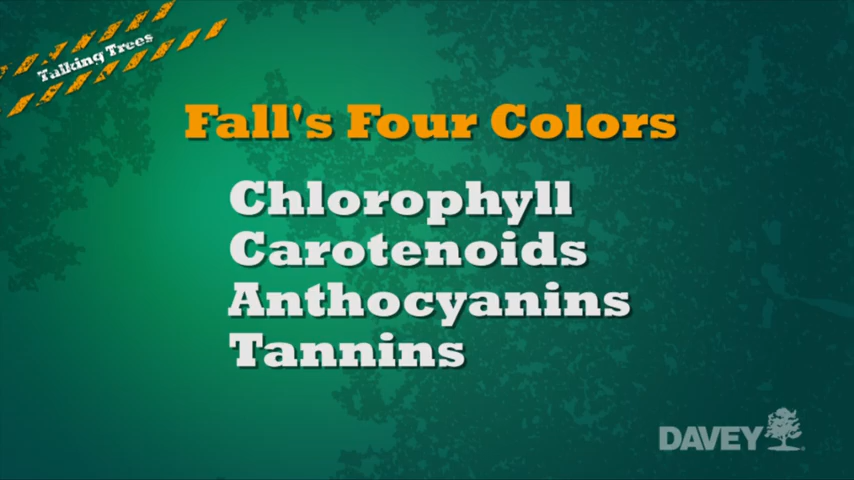 Talking Trees
Fall's Four Colors
Chlorophyll
Carotenoids
Anthocyanins
Tannins
DAVEY